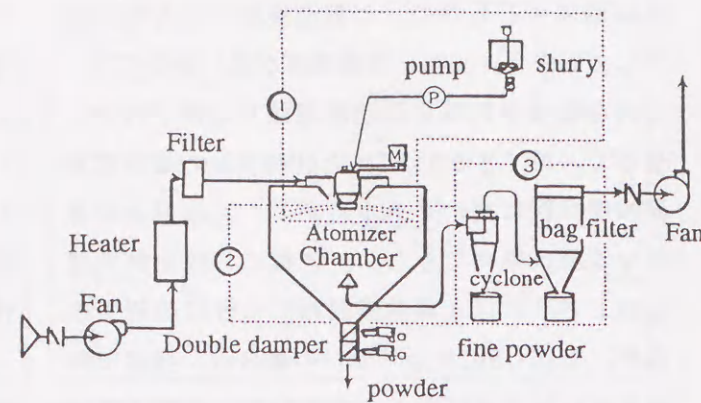 pump
slurry
P
1
Filter
M
3
Heater
Atomizer
Chamber
bag filter
2
cyclone
Fan
Fan
Double damper
fine powder
powder